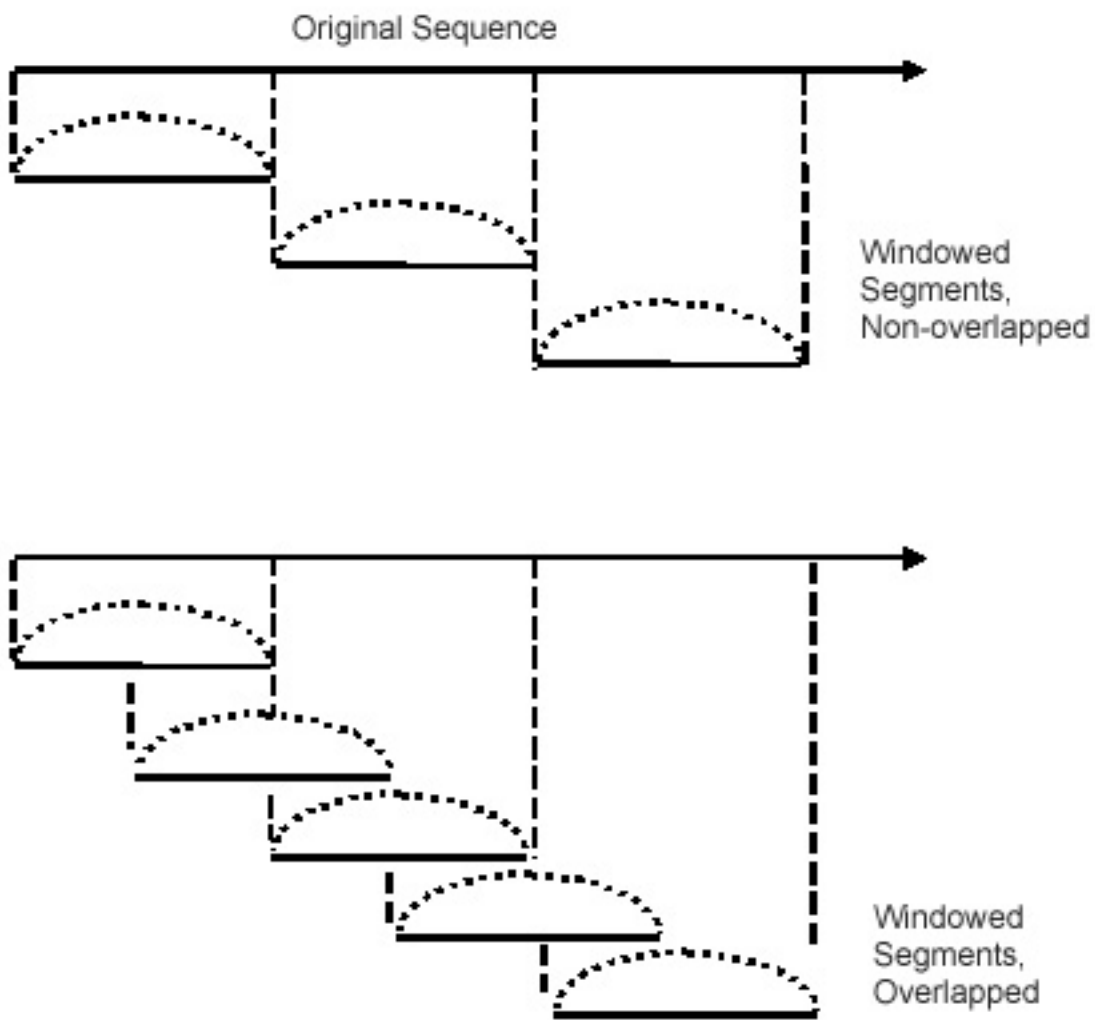 Original Sequence
Windowed
Segments,
Non-overlapped
Windowed
Segments,
Overlapped